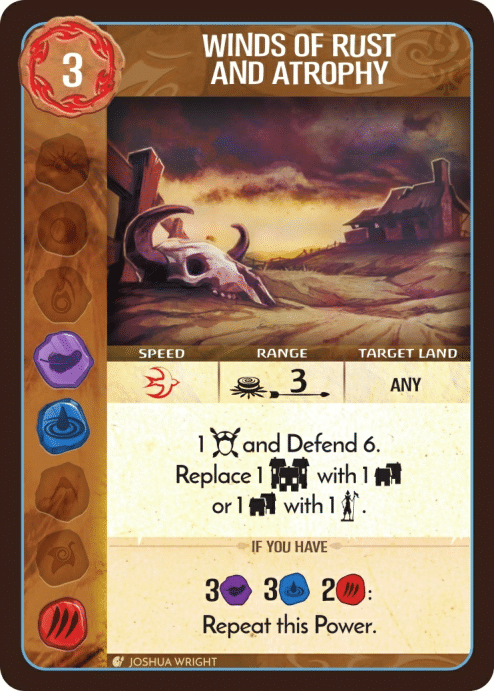 3
WINDS OF RUST
AND ATROPHY
SPEED RANGE TARGET LAND
3 ANY
1 and Defend 6.
Replace 1 with 1
or 1 with 1 .
IF YOU HAVE
3 3 2 :
Repeat this Power.
JOSHUA WRIGHT